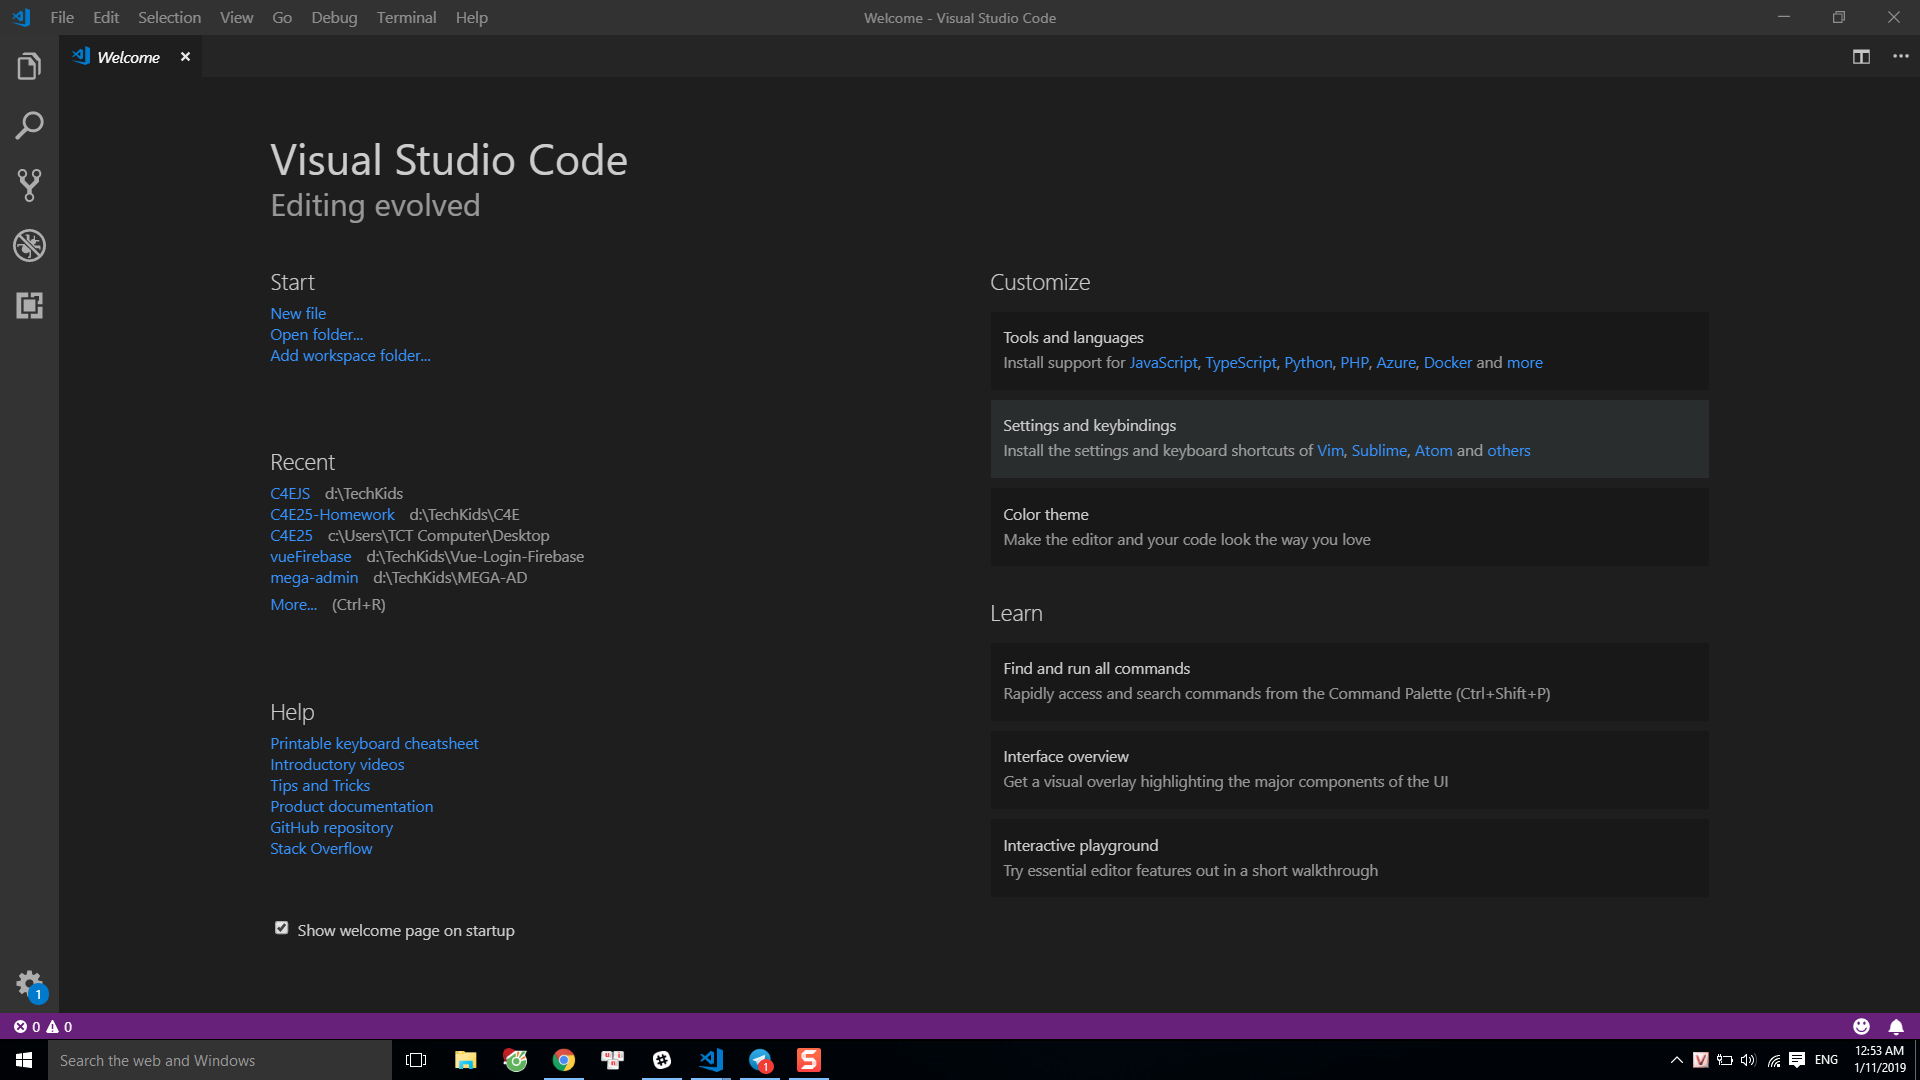 File Edit Selection View Go Debug Terminal Help
Welcome - Visual Studio Code
Welcome
Visual Studio Code
Editing evolved
Start
New file
Open folder...
Add workspace folder...
Recent
C4EJS d:\TechKids
C4E25-Homework d:\TechKids\C4E
C4E25 c:\Users\TCT Computer\Desktop
vueFirebase d:\TechKids\Vue-Login-Firebase
mega-admin d:\TechKids\MEGA-AD
More... (Ctrl+R)
Help
Printable keyboard cheatsheet
Introductory videos
Tips and Tricks
Product documentation
GitHub repository
Stack Overflow
Show welcome page on startup
Customize
Tools and languages
Install support for JavaScript, TypeScript, Python, PHP, Azure, Docker and more
Settings and keybindings
Install the settings and keyboard shortcuts of Vim, Sublime, Atom and others
Color theme
Make the editor and your code look the way you love
Learn
Find and run all commands
Rapidly access and search commands from the Command Palette (Ctrl+Shift+P)
Interface overview
Get a visual overlay highlighting the major components of the UI
Interactive playground
Try essential editor features out in a short walkthrough
1
0 0
Search the web and Windows
1
S
V
ENG
12:53 AM
1/11/2019